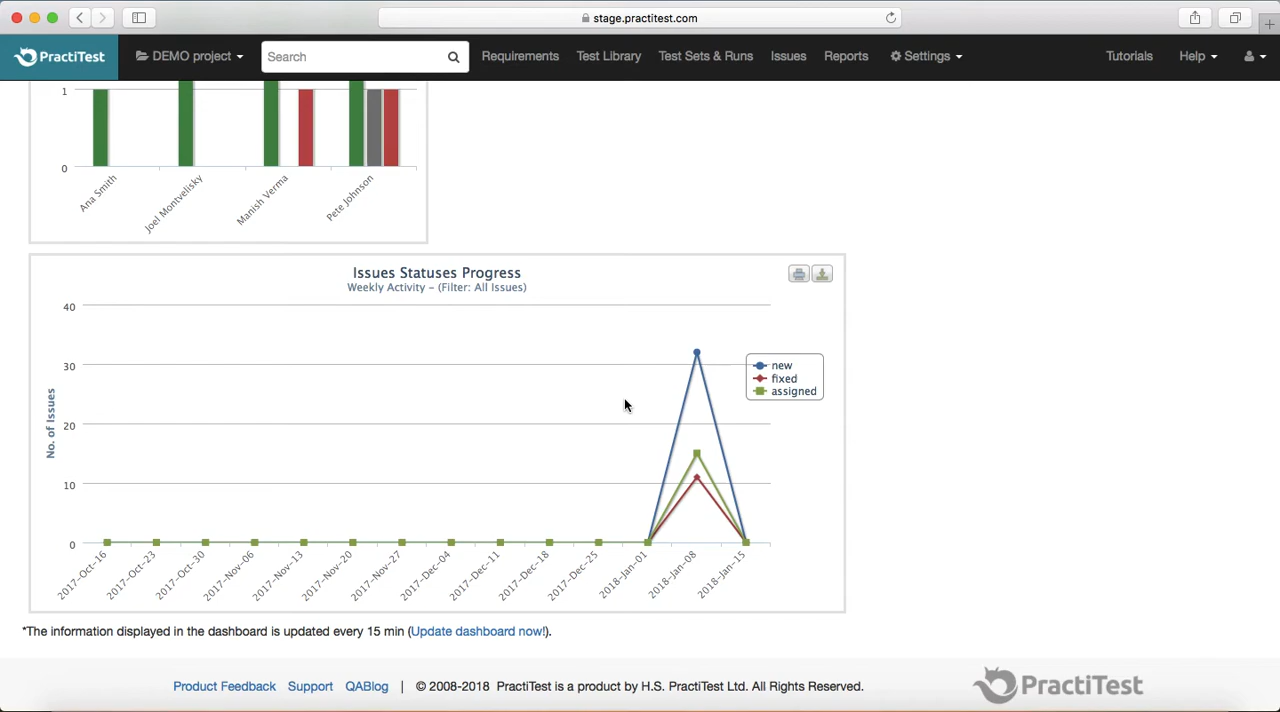 stage.practitest.com
PractiTest
DEMO project
Search
Requirements
Test Library
Test Sets & Runs
Issues
Reports
Settings
Tutorials
Help
1
0
Ana Smith
Joel Montvelisky
Manish Verma
Pete Johnson
Issues Statuses Progress
Weekly Activity – (Filter: All Issues)
No. of Issues
40
30
20
10
0
new
fixed
assigned
2017-Oct-16
2017-Oct-23
2017-Oct-30
2017-Nov-06
2017-Nov-13
2017-Nov-20
2017-Nov-27
2017-Dec-04
2017-Dec-11
2017-Dec-18
2017-Dec-25
2018-Jan-01
2018-Jan-08
2018-Jan-15
*The information displayed in the dashboard is updated every 15 min (Update dashboard now!).
Product Feedback
Support
QABlog
| © 2008-2018 PractiTest is a product by H.S. PractiTest Ltd. All Rights Reserved.
PractiTest